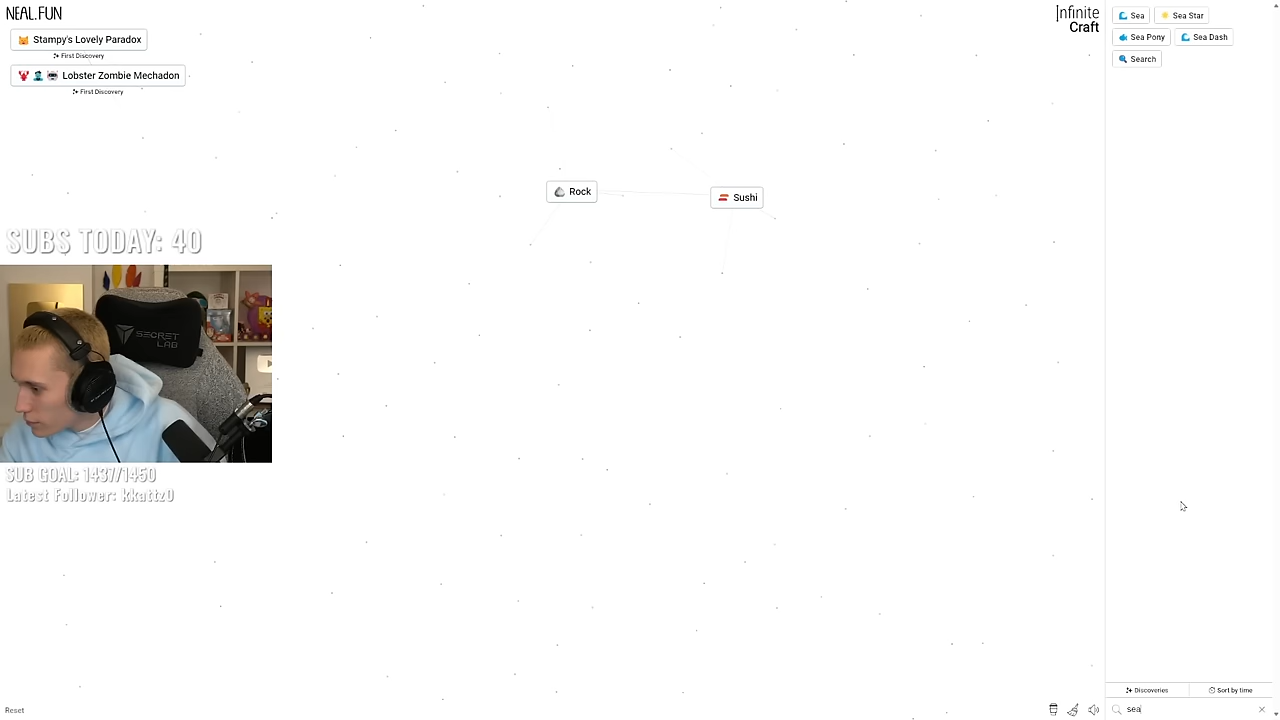 NEAL.FUN
Stampy's Lovely Paradox
First Discovery
Lobster Zombie Mechadon
First Discovery
Infinite
Craft
Rock
Sushi
SUBS TODAY: 40
SECRET
LAB
SUB GOAL: 1437/1450
Latest Follower: kkattz0
Reset
Sea
Sea Star
Sea Pony
Sea Dash
Search
Discoveries
Sort by time
sea